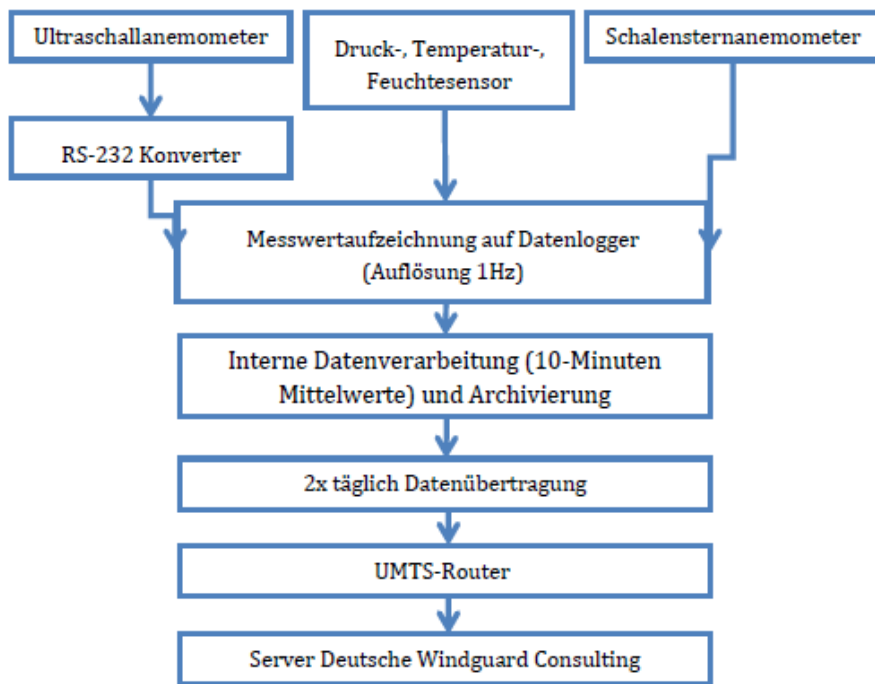 Ultraschallanemometer
Druck-, Temperatur-,
Feuchtesensor
Schalensternanemometer
RS-232 Konverter
Messwertaufzeichnung auf Datenlogger
(Auflösung 1Hz)
Interne Datenverarbeitung (10-Minuten
Mittelwerte) und Archivierung
2x täglich Datenübertragung
UMTS-Router
Server Deutsche Windguard Consulting